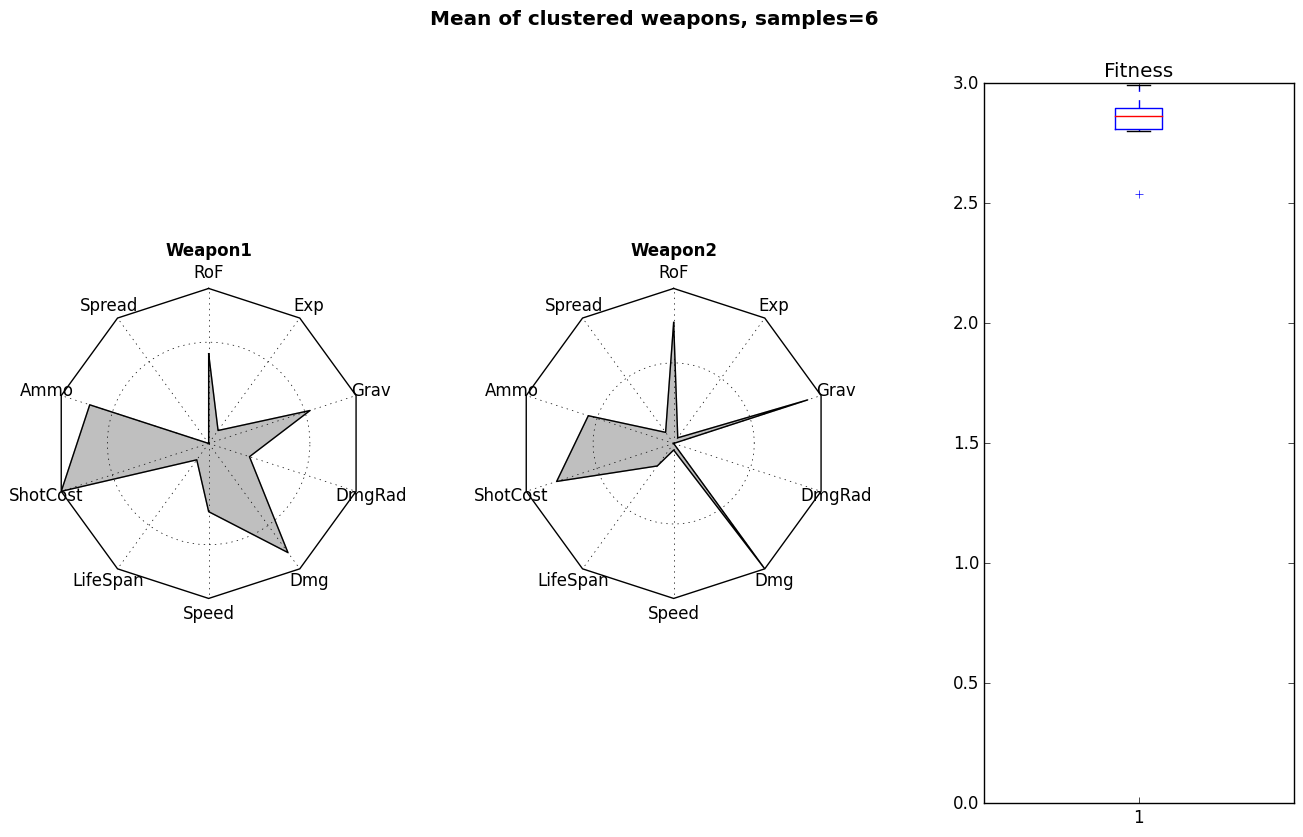 Mean of clustered weapons, samples=6
Weapon1
RoF
Spread
Exp
Ammo
Grav
ShotCost
DmgRad
LifeSpan
Dmg
Speed
Weapon2
RoF
Spread
Exp
Ammo
Grav
ShotCost
DmgRad
LifeSpan
Dmg
Speed
Fitness
3.0
2.5
2.0
1.5
1.0
0.5
0.0
1